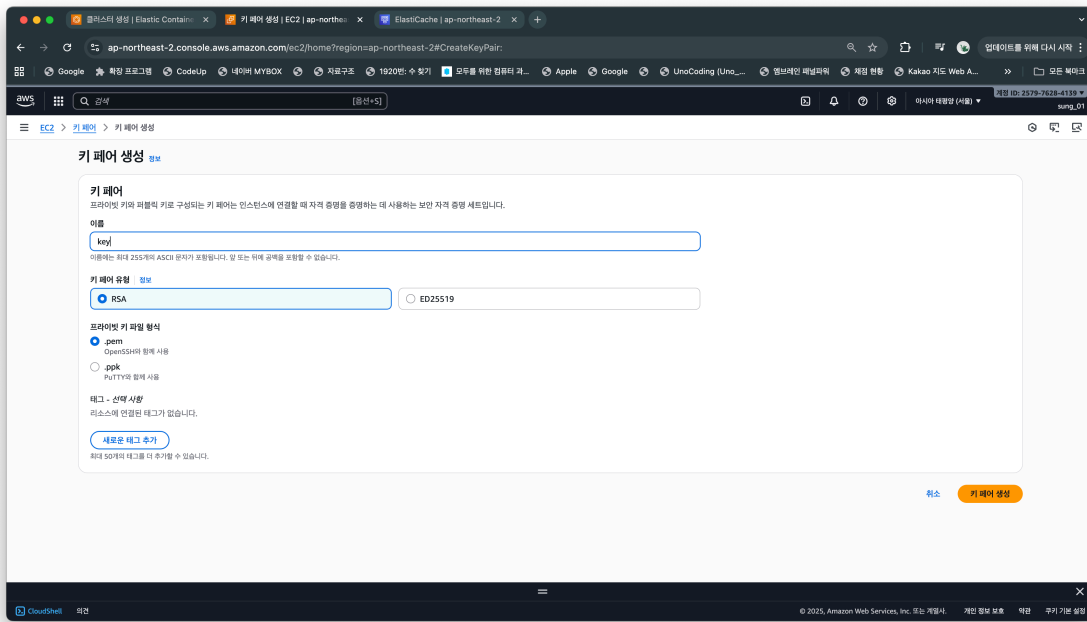 클러스터 생성 | Elastic Containe
키 페어 생성 | EC2 | ap-northea
ElastiCache | ap-northeast-2
ap-northeast-2.console.aws.amazon.com/ec2/home?region=ap-northeast-2#CreateKeyPair:
업데이트를 위해 다시 시작
Google 확장 프로그램 CodeUp 네이버 MYBOX 자료구조 1920번: 수 찾기 모두를 위한 컴퓨터 과... Apple Google UnoCoding (Uno_... 엠브레인 패널파워 채점 현황 Kakao 지도 Web A... » 모든 북마크
aws 검색 [옵션+S] 아시아 태평양 (서울) ▼ 계정 ID: 2579-7628-4139 ▼
sung_01
EC2 > 키 페어 > 키 페어 생성
키 페어 생성 정보
키 페어
프라이빗 키와 퍼블릭 키로 구성되는 키 페어는 인스턴스에 연결할 때 자격 증명을 증명하는 데 사용하는 보안 자격 증명 세트입니다.
이름
key
이름에는 최대 255개의 ASCII 문자가 포함됩니다. 앞 또는 뒤에 공백을 포함할 수 없습니다.
키 페어 유형 정보
RSA ED25519
프라이빗 키 파일 형식
.pem
OpenSSH와 함께 사용
.ppk
PuTTY와 함께 사용
태그 - 선택 사항
리소스에 연결된 태그가 없습니다.
새로운 태그 추가
최대 50개의 태그를 더 추가할 수 있습니다.
취소 키 페어 생성
CloudShell 의견 © 2025, Amazon Web Services, Inc. 또는 계열사. 개인 정보 보호 약관 쿠키 기본 설정